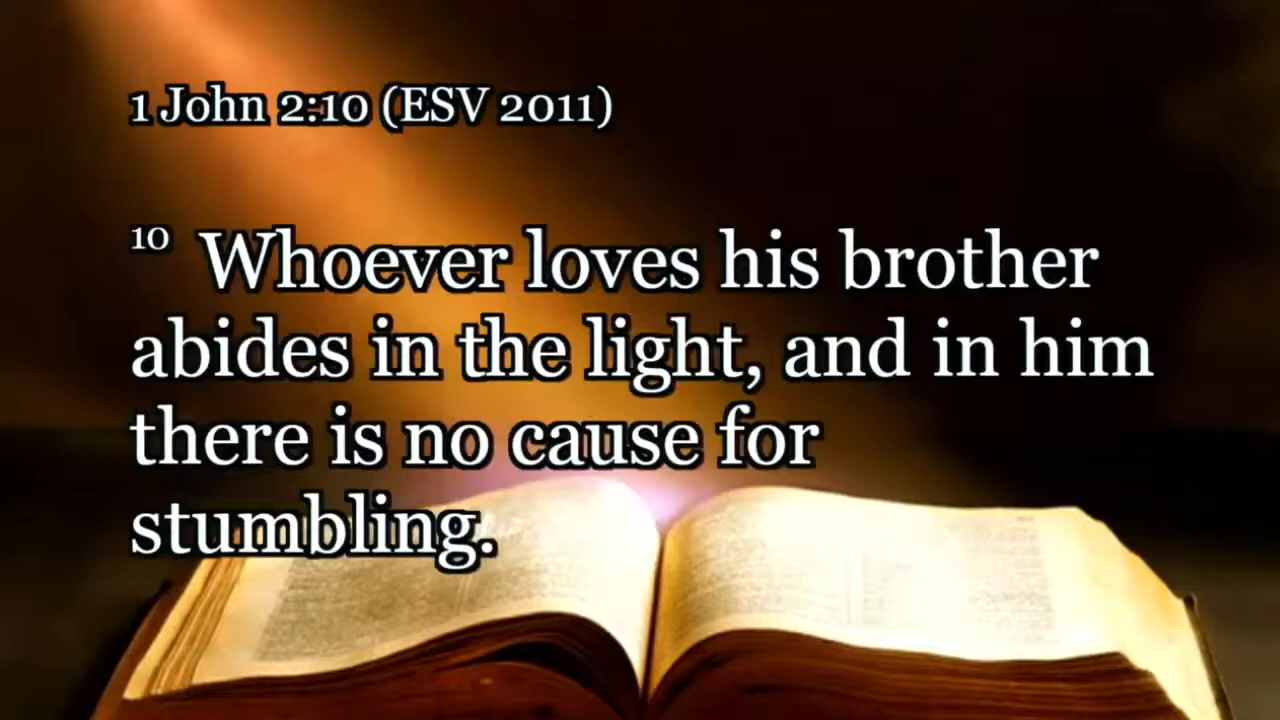 1 John 2:10 (ESV 2011)
10 Whoever loves his brother
abides in the light, and in him
there is no cause for
stumbling.